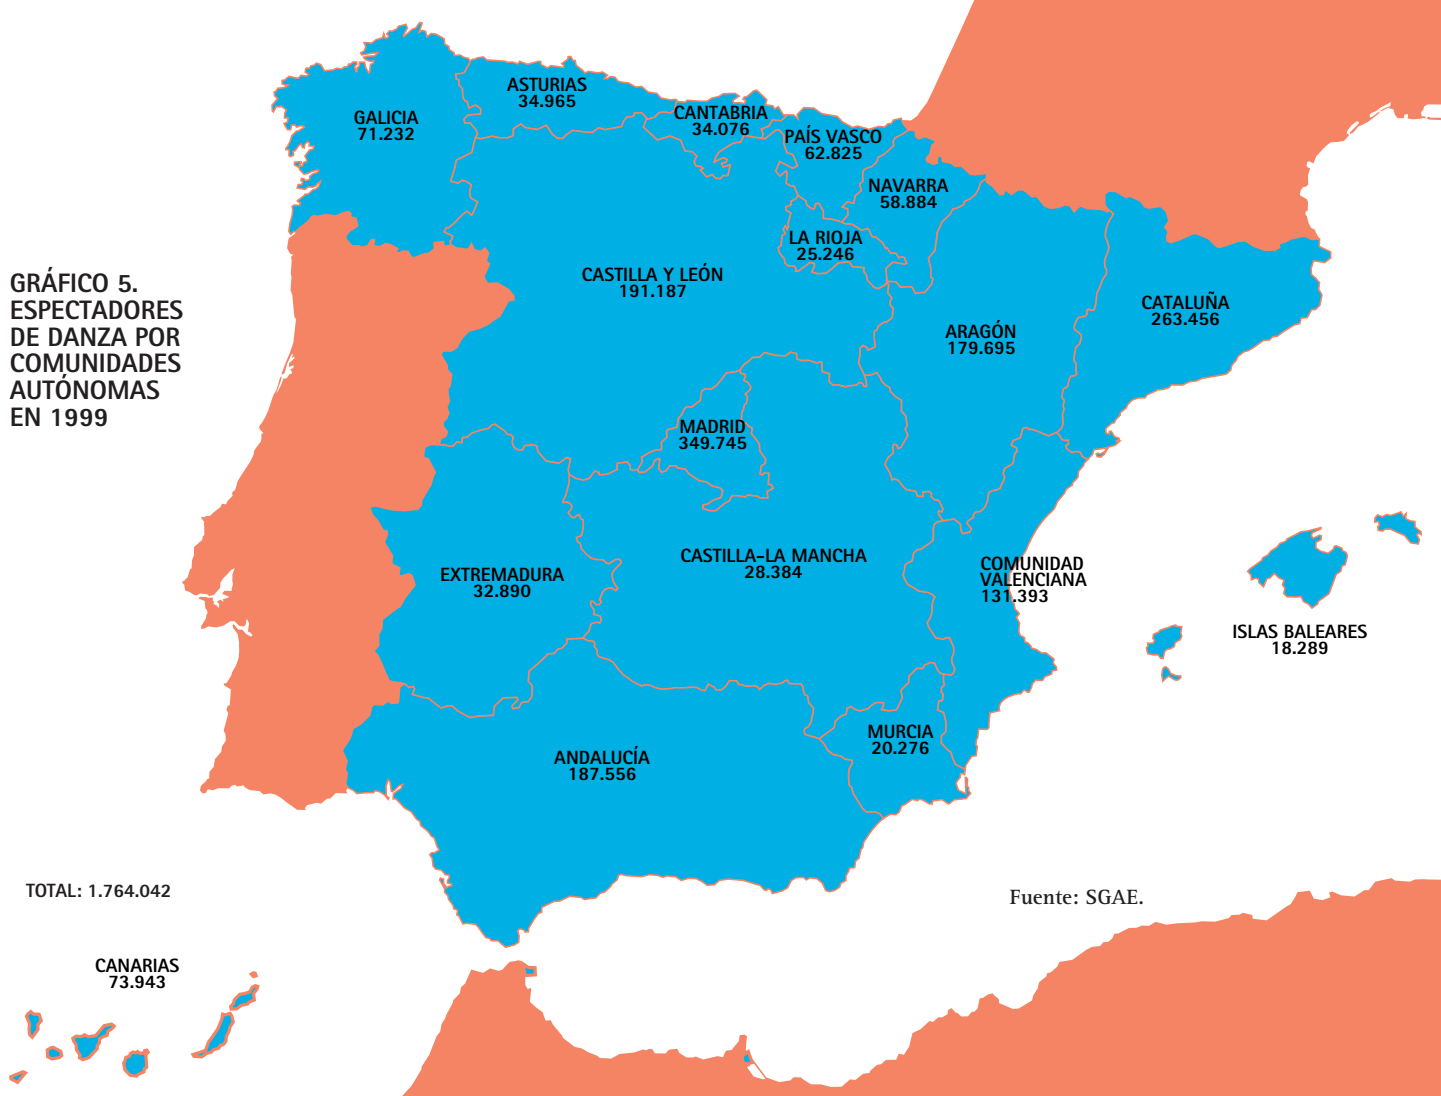 GRÁFICO 5.
ESPECTADORES
DE DANZA POR
COMUNIDADES
AUTÓNOMAS
EN 1999
GALICIA
71.232
ASTURIAS
34.965
CANTABRIA
34.076
PAÍS VASCO
62.825
NAVARRA
58.884
LA RIOJA
25.246
CASTILLA Y LEÓN
191.187
ARAGÓN
179.695
CATALUÑA
263.456
MADRID
349.745
CASTILLA-LA MANCHA
28.384
EXTREMADURA
32.890
COMUNIDAD
VALENCIANA
131.393
ISLAS BALEARES
18.289
MURCIA
20.276
ANDALUCÍA
187.556
TOTAL: 1.764.042
Fuente: SGAE.
CANARIAS
73.943